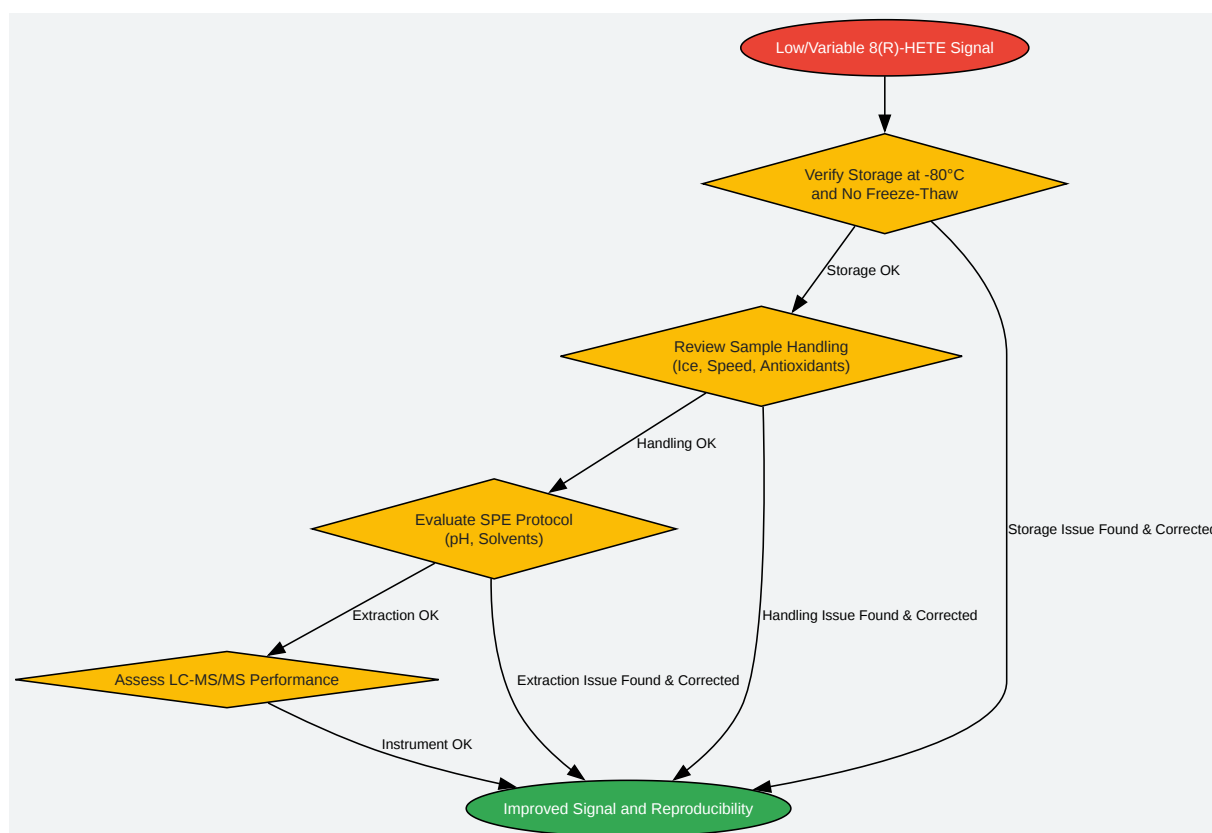 Low/Variable 8(R)-HETE Signal
Verify Storage at -80°C
and No Freeze-Thaw
Storage OK
Review Sample Handling
(Ice, Speed, Antioxidants)
Handling OK
Evaluate SPE Protocol
(pH, Solvents)
Storage Issue Found & Corrected
Extraction OK
Handling Issue Found & Corrected
Assess LC-MS/MS Performance
Extraction Issue Found & Corrected
Instrument OK
Improved Signal and Reproducibility